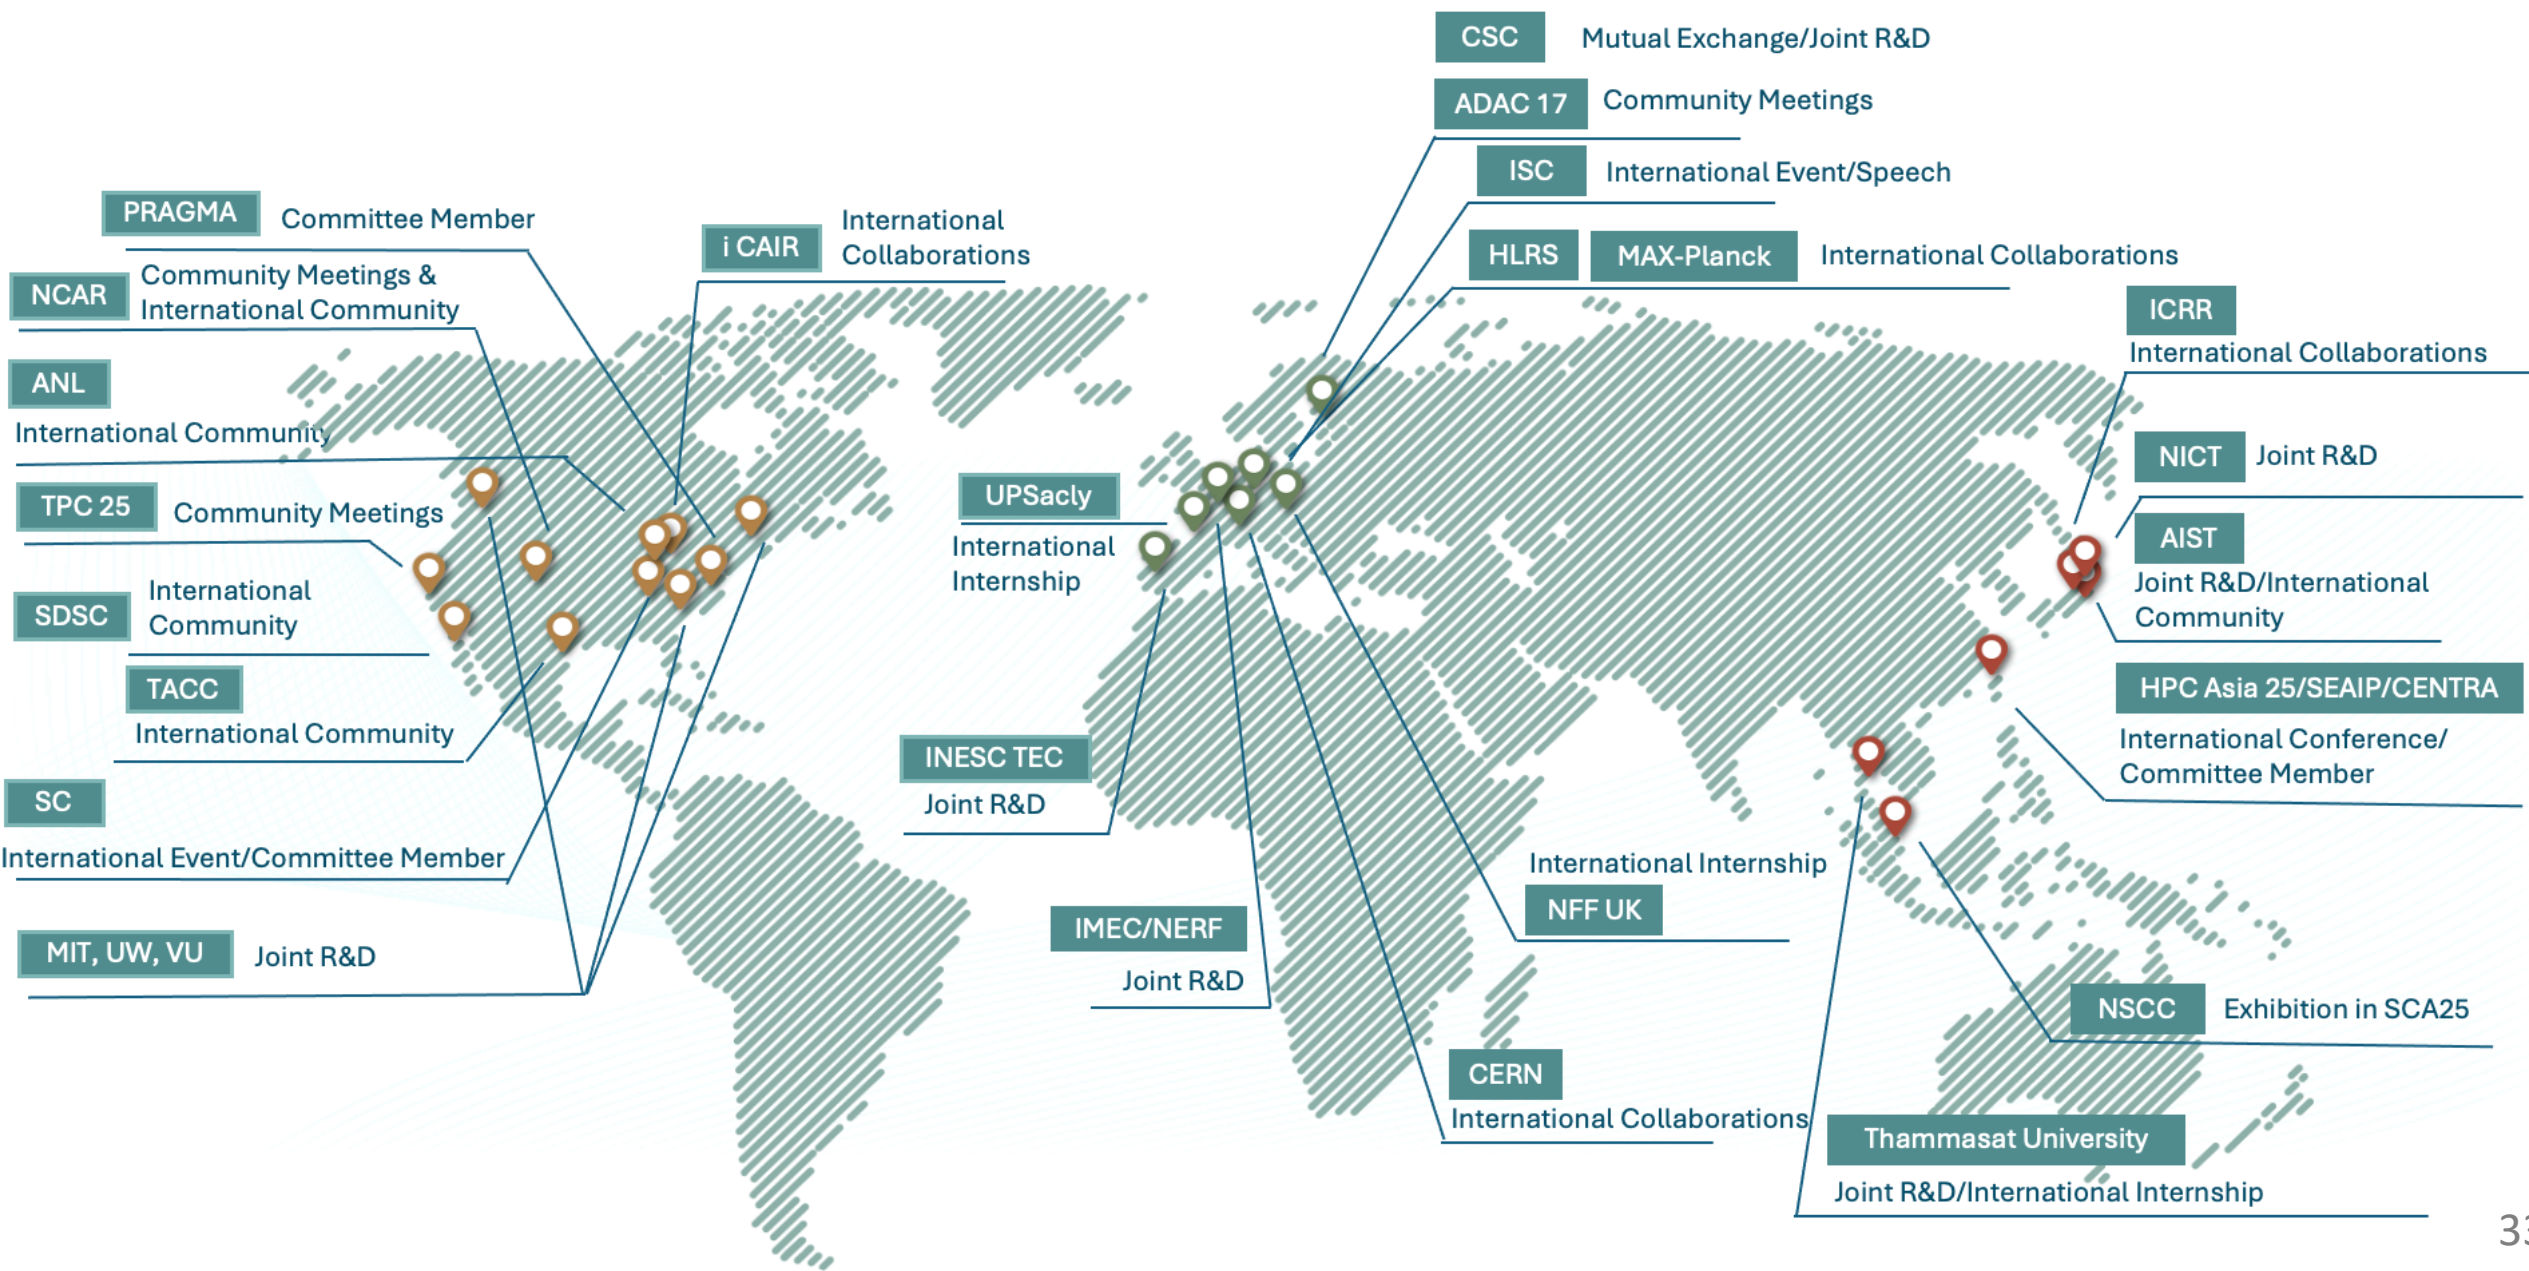 CSC Mutual Exchange/Joint R&D
ADAC 17 Community Meetings
ISC International Event/Speech
HLRS MAX-Planck International Collaborations
PRAGMA Committee Member
i CAIR International
Collaborations
NCAR Community Meetings &
International Community
ANL
International Community
TPC 25 Community Meetings
SDSC International
Community
TACC
International Community
SC
International Event/Committee Member
MIT, UW, VU Joint R&D
UPSacly
International
Internship
INESC TEC
Joint R&D
IMEC/NERF
Joint R&D
International Internship
NFF UK
CERN
International Collaborations
ICRR
International Collaborations
NICT Joint R&D
AIST
Joint R&D/International
Community
HPC Asia 25/SEAIP/CENTRA
International Conference/
Committee Member
NSCC Exhibition in SCA25
Thammasat University
Joint R&D/International Internship
33